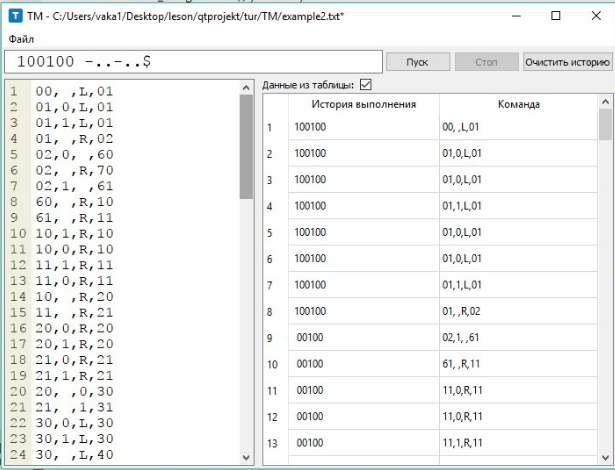 TM - C:/Users/vaka1/Desktop/leson/qtprojekt/tur/TM/example2.txt*
Файл
100100 -..-..$
Пуск
Стоп
Очистить историю
1 00, ,L,01
2 01,0,L,01
3 01,1,L,01
4 01, ,R,02
5 02,0, ,60
6 02, ,R,70
7 02,1, ,61
8 60, ,R,10
9 61, ,R,11
10 10,1,R,10
11 10,0,R,10
12 11,1,R,11
13 11,0,R,11
14 10, ,R,20
15 11, ,R,21
16 20,0,R,20
17 20,1,R,20
18 21,0,R,21
19 21,1,R,21
20 20, ,0,30
21 21, ,1,31
22 30,0,L,30
23 30,1,L,30
24 30, ,L,40
Данные из таблицы:
История выполнения Команда
1 100100 00, ,L,01
2 100100 01,0,L,01
3 100100 01,0,L,01
4 100100 01,1,L,01
5 100100 01,0,L,01
6 100100 01,0,L,01
7 100100 01,1,L,01
8 100100 01, ,R,02
9 00100 02,1, ,61
10 00100 61, ,R,11
11 00100 11,0,R,11
12 00100 11,0,R,11
13 00100 11,1,R,11